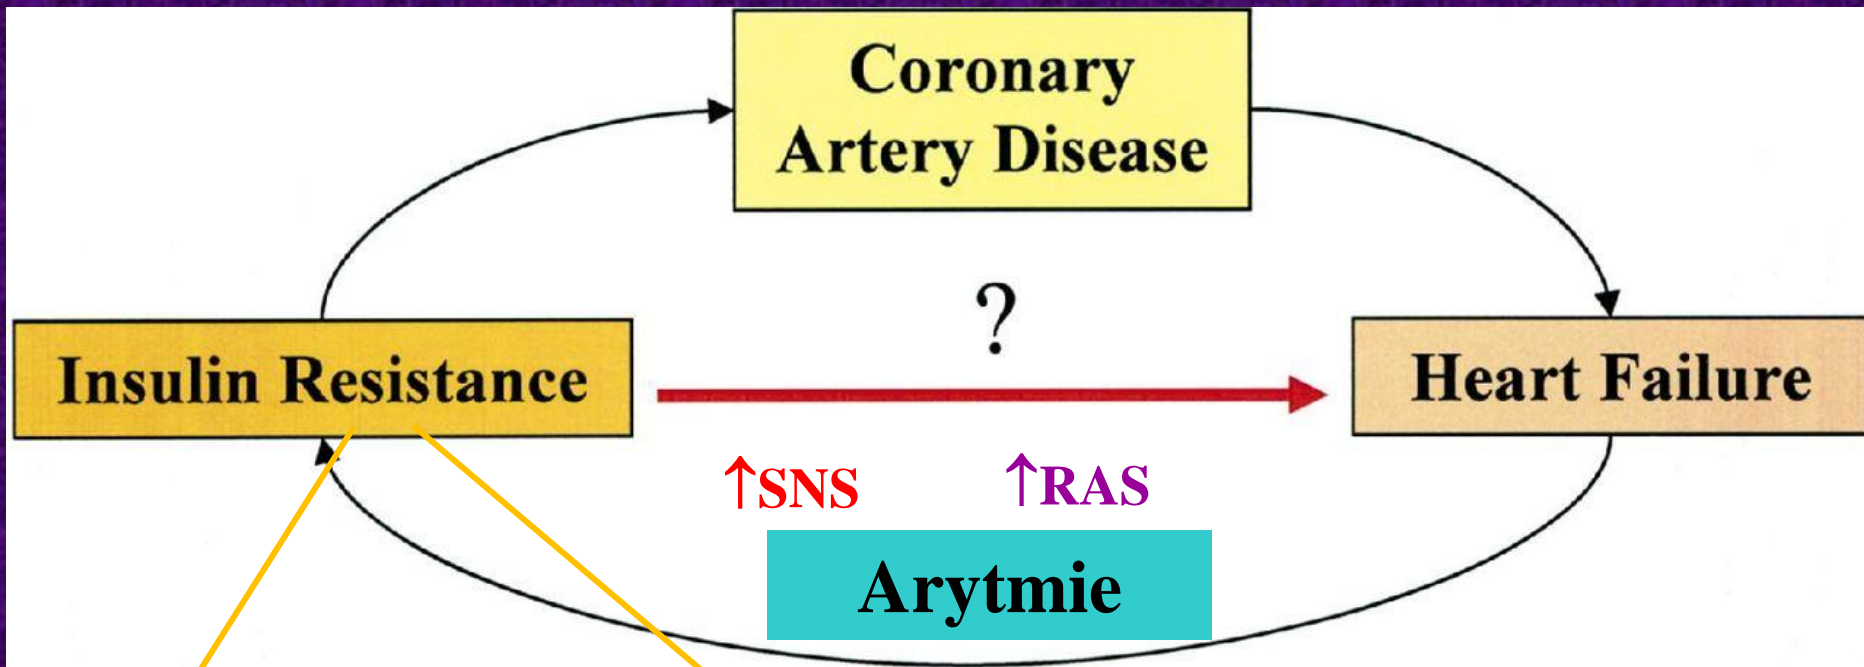 Coronary
Artery Disease
?
Insulin Resistance
Heart Failure
↑SNS
↑RAS
Arytmie